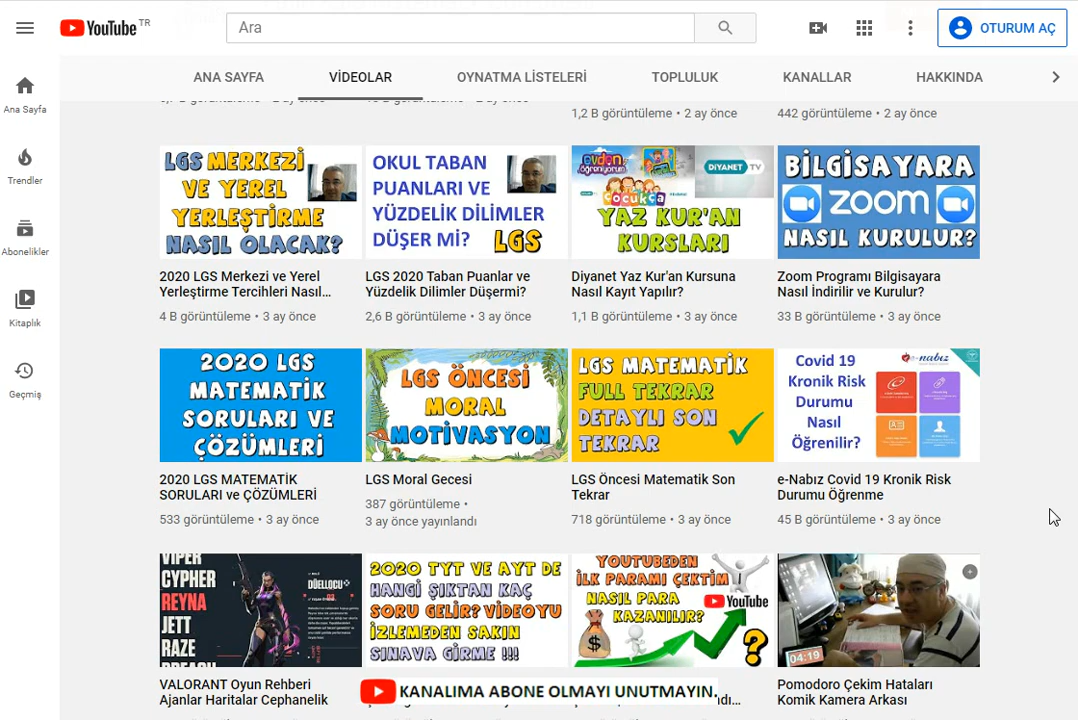 YouTube TR
Ara
OTURUM AÇ
ANA SAYFA VİDEOLAR OYNATMA LİSTELERİ TOPLULUK KANALLAR HAKKINDA
Ana Sayfa
Trendler
Abonelikler
Kitaplık
Geçmiş
1,2 B görüntüleme • 2 ay önce
442 görüntüleme • 2 ay önce
LGS MERKEZİ
VE YEREL
YERLEŞTİRME
NASIL OLACAK?
2020 LGS Merkezi ve Yerel
Yerleştirme Tercihleri Nasıl...
4 B görüntüleme • 3 ay önce
OKUL TABAN
PUANLARI VE
YÜZDELİK DİLİMLER
DÜŞER Mİ? LGS
LGS 2020 Taban Puanlar ve
Yüzdelik Dilimler Düşermi?
2,6 B görüntüleme • 3 ay önce
evden
öğreniyorum
DİYANET TV
ÇOCUKÇA
YAZ KUR'AN
KURSLARI
Diyanet Yaz Kur'an Kursuna
Nasıl Kayıt Yapılır?
1,1 B görüntüleme • 3 ay önce
BİLGİSAYARA
zoom
NASIL KURULUR?
Zoom Programı Bilgisayara
Nasıl İndirilir ve Kurulur?
33 B görüntüleme • 3 ay önce
2020 LGS
MATEMATİK
SORULARI VE
ÇÖZÜMLERİ
2020 LGS MATEMATİK
SORULARI ve ÇÖZÜMLERİ
533 görüntüleme • 3 ay önce
LGS ÖNCESİ
MORAL
MOTİVASYON
LGS Moral Gecesi
387 görüntüleme •
3 ay önce yayınlandı
LGS MATEMATİK
FULL TEKRAR
DETAYLI SON
TEKRAR
LGS Öncesi Matematik Son
Tekrar
718 görüntüleme • 3 ay önce
Covid 19
Kronik Risk
Durumu
Nasıl
Öğrenilir?
e-nabız
e-Nabız Covid 19 Kronik Risk
Durumu Öğrenme
45 B görüntüleme • 3 ay önce
VIPER
CYPHER
REYNA
JETT
RAZE
BREACH
DÜELLOCU
VALORANT Oyun Rehberi
Ajanlar Haritalar Cephanelik
2020 TYT VE AYT DE
HANGİ ŞIKTAN KAÇ
SORU GELİR? VİDEOYU
İZLEMEDEN SAKIN
SINAVA GİRME !!!
YOUTUBEDEN
İLK PARAMI ÇEKTİM
NASIL PARA
KAZANILIR?
YouTube
04:19
Pomodoro Çekim Hataları
Komik Kamera Arkası
KANALIMA ABONE OLMAYI UNUTMAYIN.